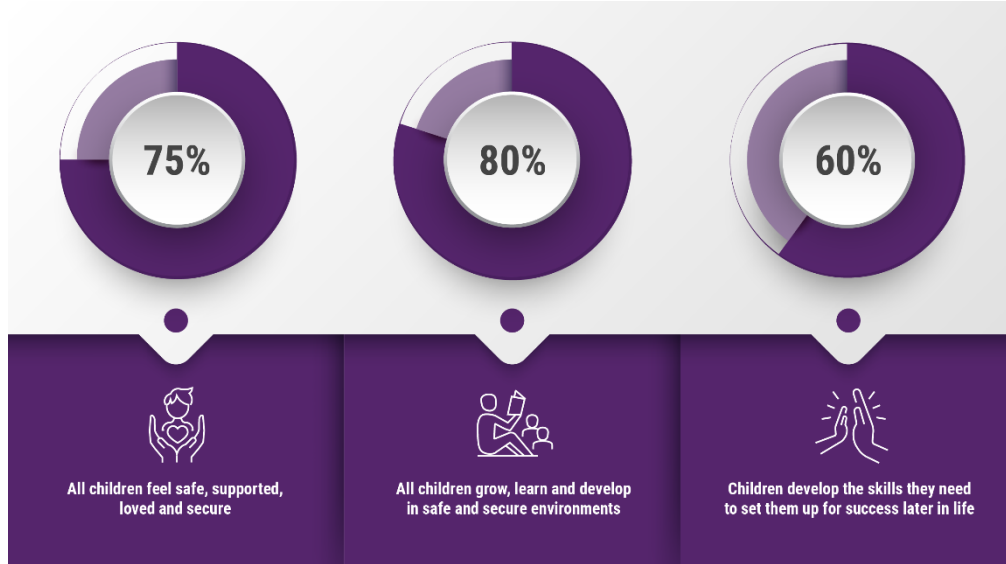 75%
80%
60%
All children feel safe, supported,
loved and secure
All children grow, learn and develop
in safe and secure environments
Children develop the skills they need
to set them up for success later in life